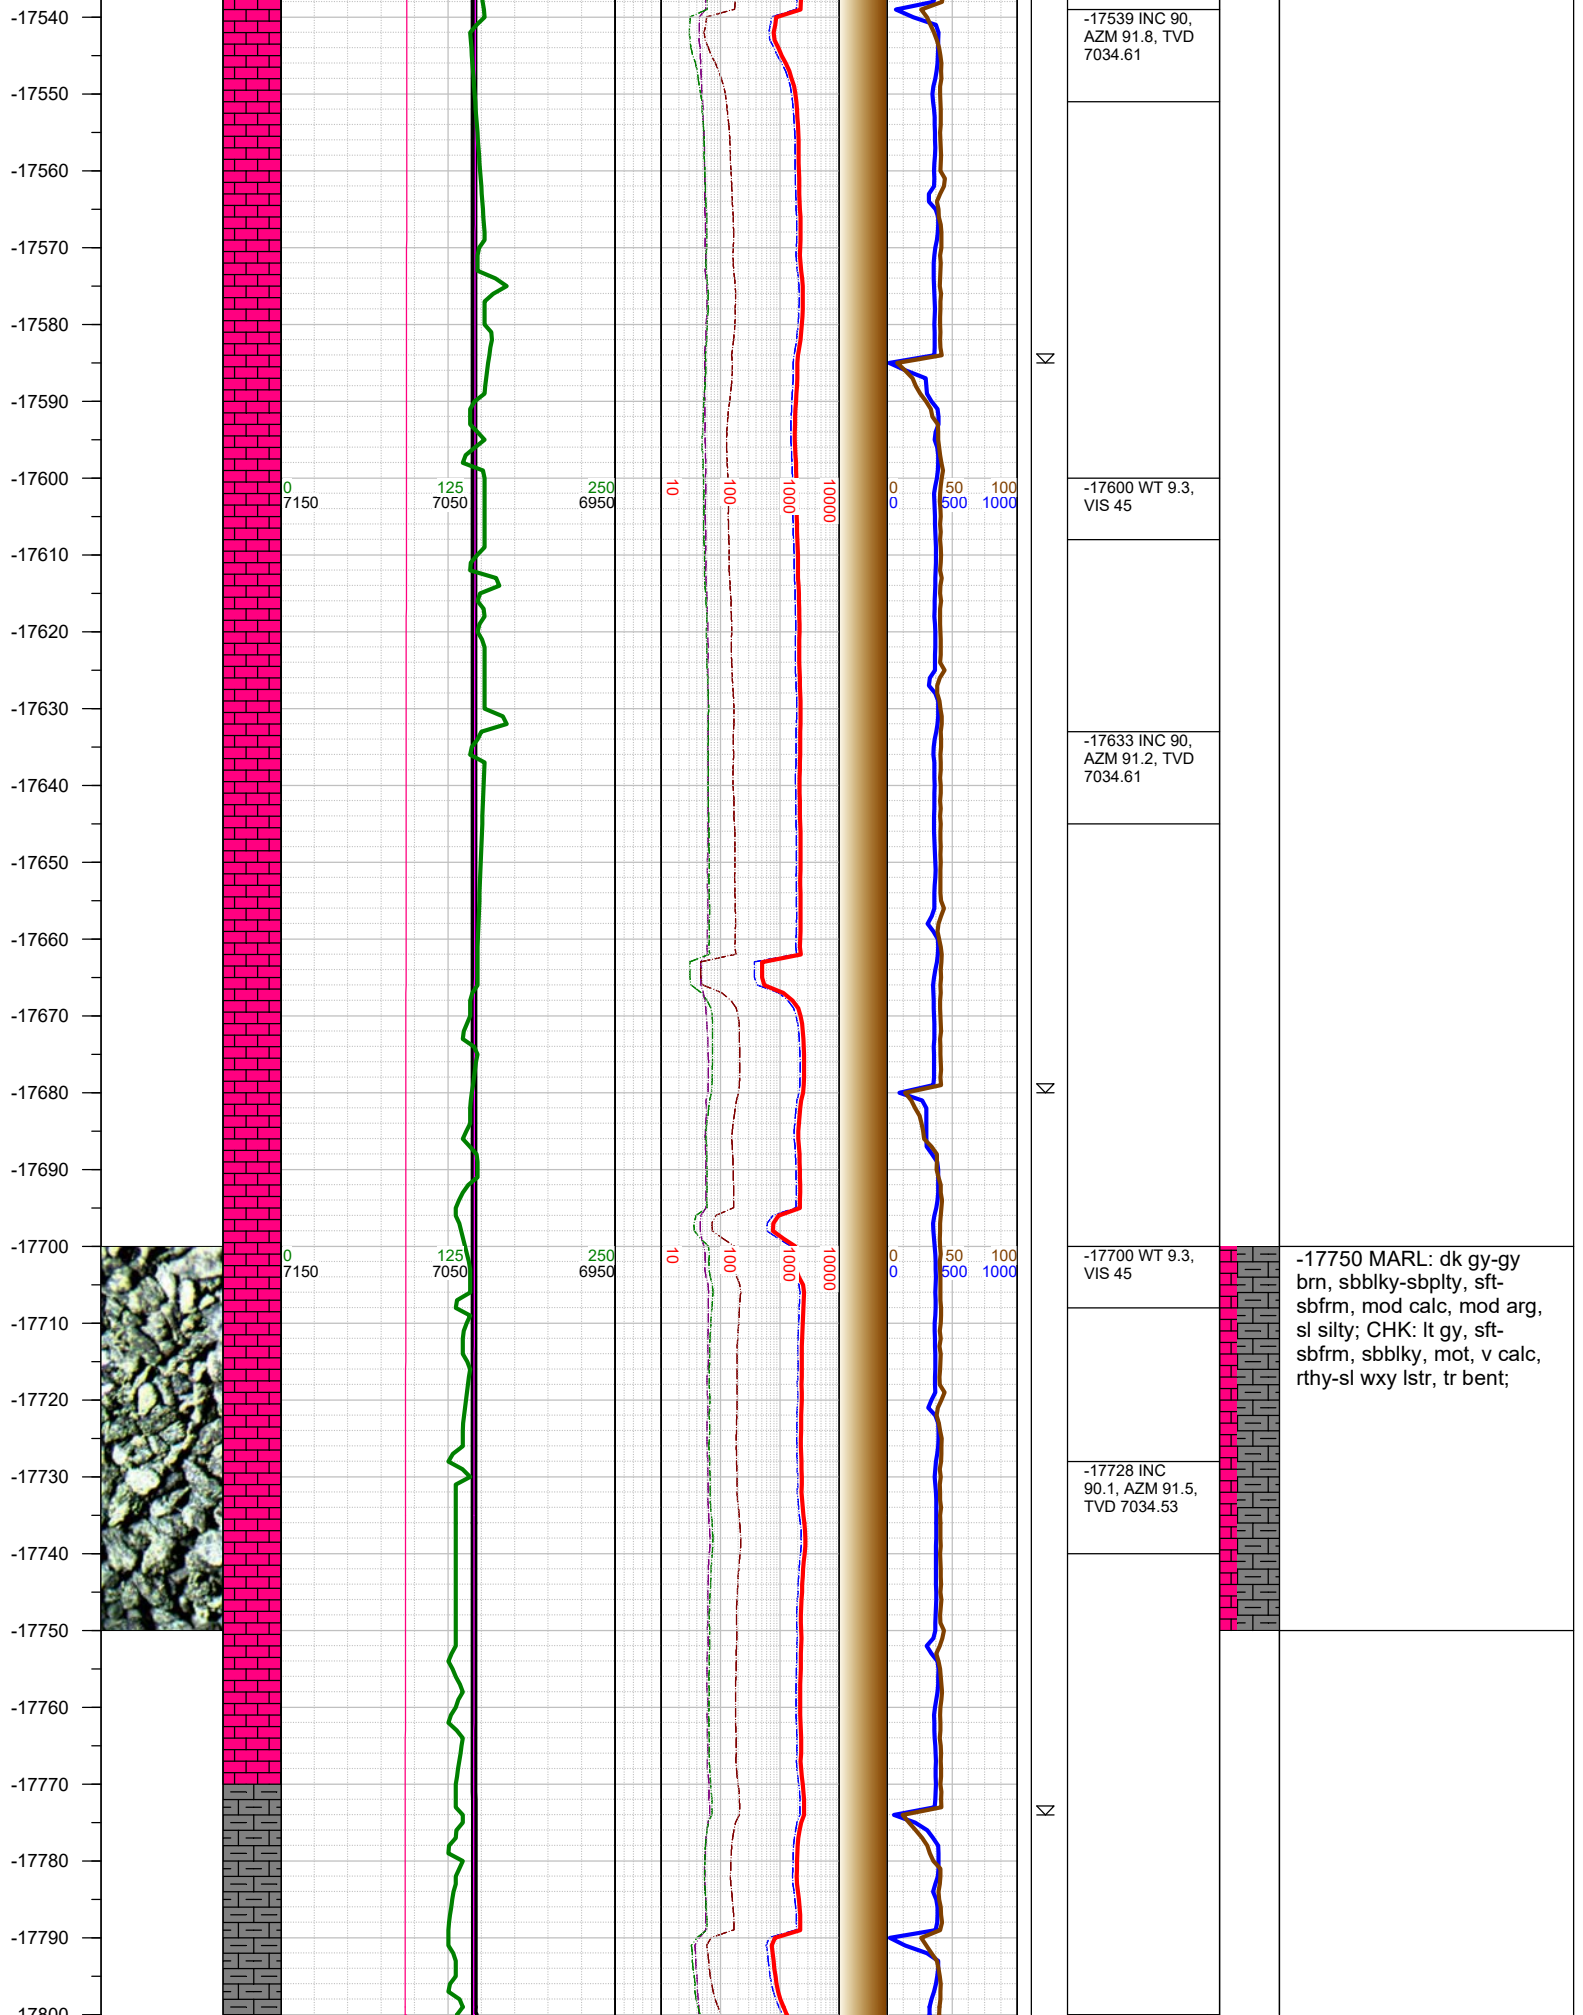 -17540
-17539 INC 90,
AZM 91.8, TVD
7034.61
-17550
-17560
-17570
-17580
-17590
-17600
0 125 250
7150 7050 6950
10 100 1000 10000
0 50 100
0 500 1000
-17600 WT 9.3,
VIS 45
-17610
-17620
-17630
-17633 INC 90,
AZM 91.2, TVD
7034.61
-17640
-17650
-17660
-17670
-17680
-17690
-17700
0 125 250
7150 7050 6950
10 100 1000 10000
0 50 100
0 500 1000
-17700 WT 9.3,
VIS 45
-17750 MARL: dk gy-gy
brn, sbblky-sbplty, sft-
sbfrm, mod calc, mod arg,
sl silty; CHK: lt gy, sft-
sbfrm, sbblky, mot, v calc,
rthy-sl wxy lstr, tr bent;
-17710
-17720
-17730
-17728 INC
90.1, AZM 91.5,
TVD 7034.53
-17740
-17750
-17760
-17770
-17780
-17790
-17800